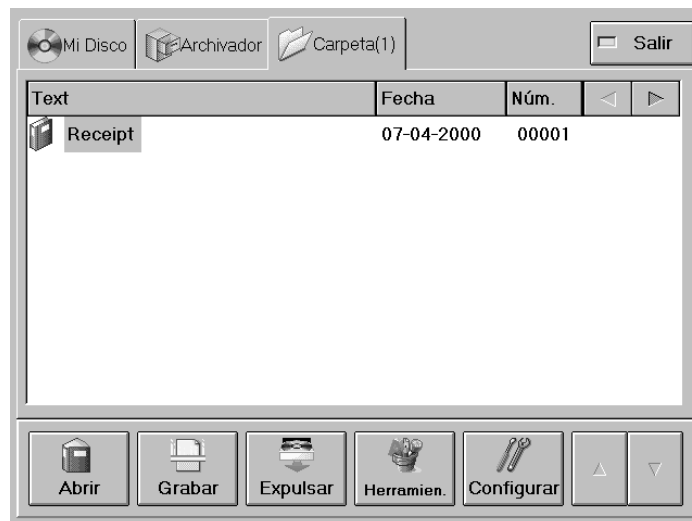 Mi Disco Archivador Carpeta(1) Salir
Text Fecha Núm.
Receipt 07-04-2000 00001
Abrir Grabar Expulsar Herramien. Configurar